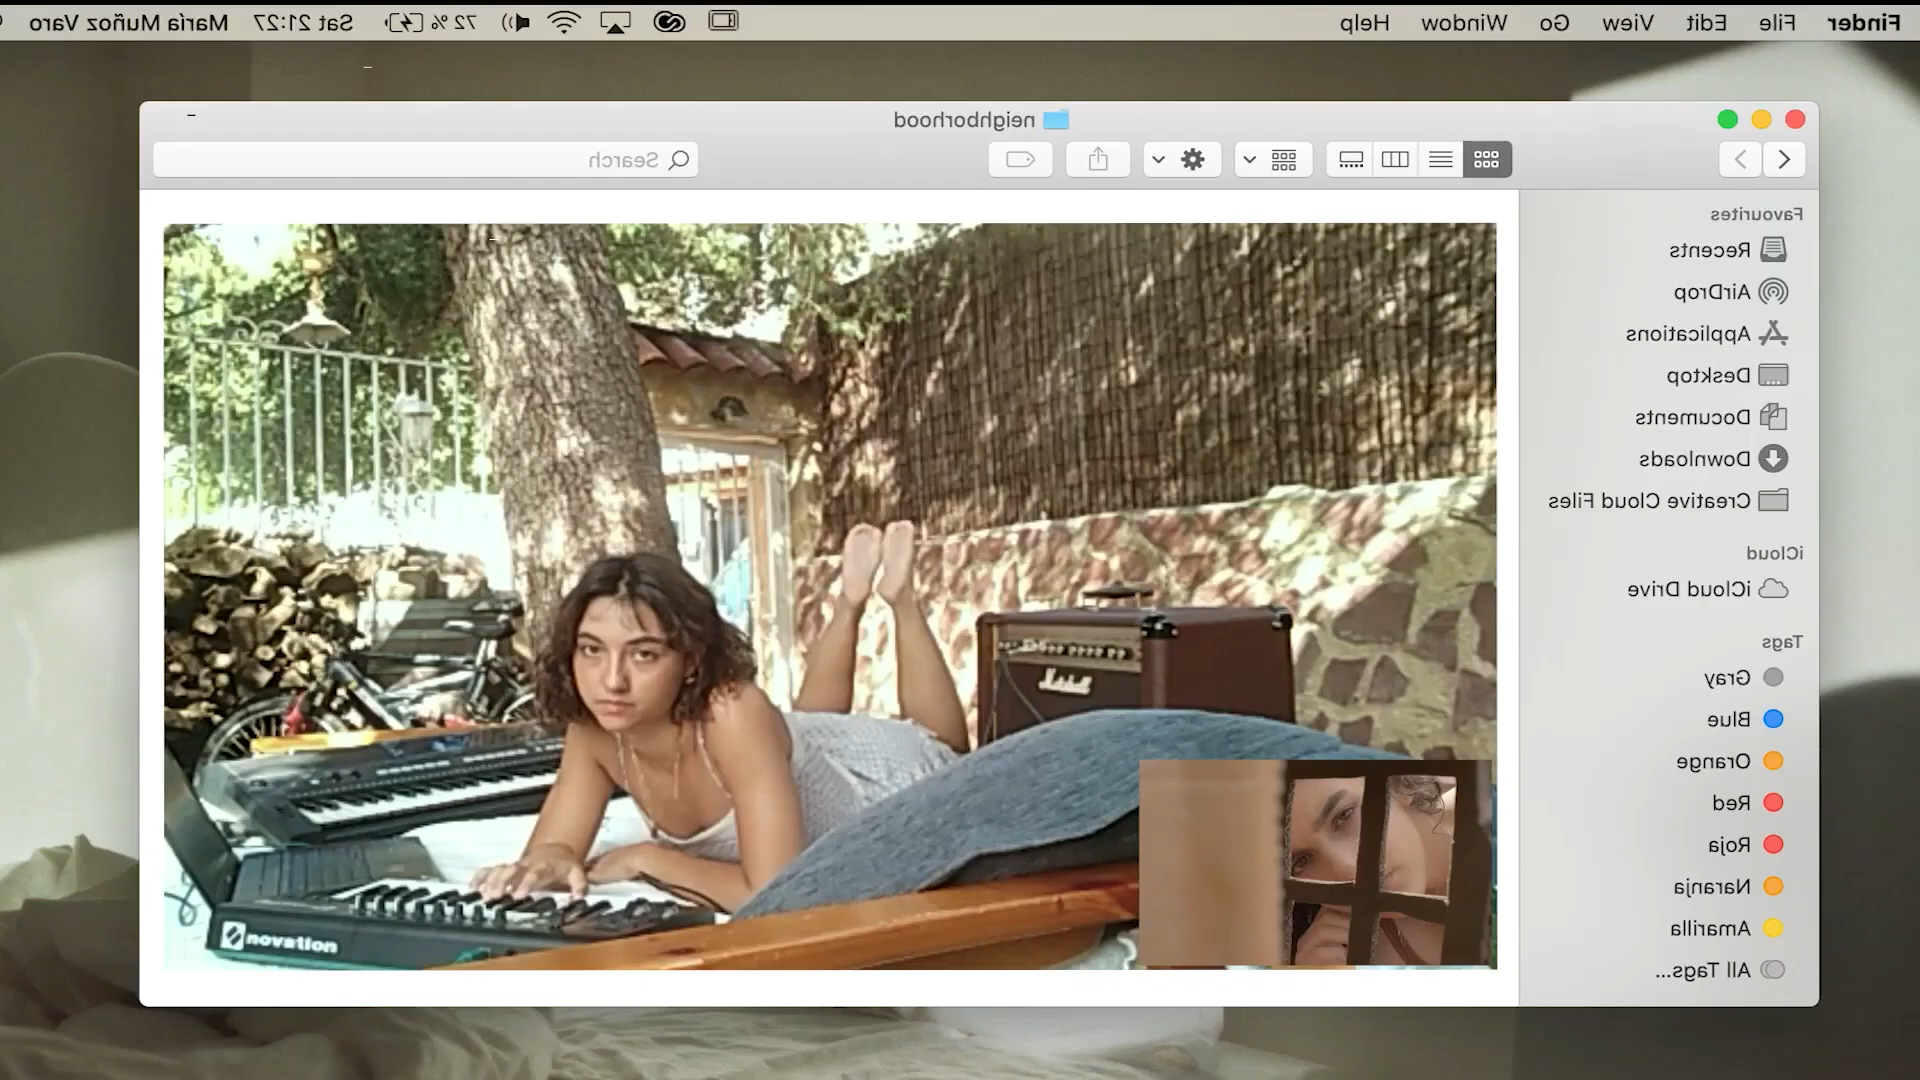 Finder File Edit View Go Window Help
72 % Sat 21:27 María Muñoz Varo
neighborhood
Search
Favourites
Recents
AirDrop
Applications
Desktop
Documents
Downloads
Creative Cloud Files
iCloud
iCloud Drive
Tags
Gray
Blue
Orange
Red
Roja
Naranja
Amarilla
All Tags...
Marshall
novation